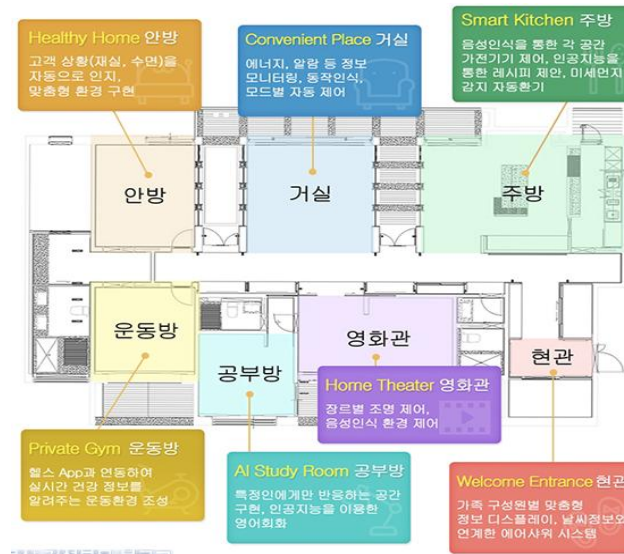 Healthy Home 안방
고객 상황(재실, 수면)을
자동으로 인지,
맞춤형 환경 구현
Convenient Place 거실
에너지, 알람 등 정보
모니터링, 동작인식,
모드별 자동 제어
Smart Kitchen 주방
음성인식을 통한 각 공간
가전기기 제어, 인공지능을
통한 레시피 제안, 미세먼지
감지 자동환기
안방
거실
주방
운동방
공부방
영화관
현관
Home Theater 영화관
장르별 조명 제어,
음성인식 환경 제어
Private Gym 운동방
헬스 App과 연동하여
실시간 건강 정보를
알려주는 운동환경 조성
AI Study Room 공부방
특정인에게만 반응하는 공간
구현, 인공지능을 이용한
영어회화
Welcome Entrance 현관
가족 구성원별 맞춤형
정보 디스플레이, 날씨정보와
연계한 에어샤워 시스템